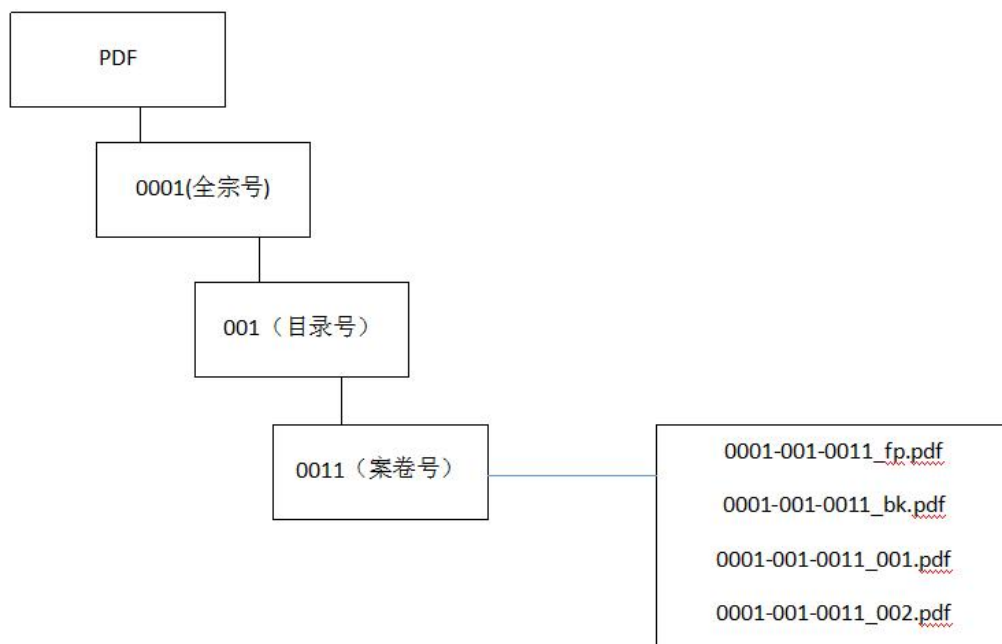 PDF
0001(全宗号)
001（目录号）
0011（案卷号）
0001-001-0011_fp.pdf
0001-001-0011_bk.pdf
0001-001-0011_001.pdf
0001-001-0011_002.pdf